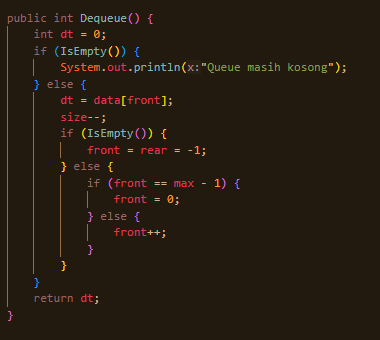 public int Dequeue() {
    int dt = 0;
    if (IsEmpty()) {
        System.out.println(x:"Queue masih kosong");
    } else {
        dt = data[front];
        size--;
        if (IsEmpty()) {
            front = rear = -1;
        } else {
            if (front == max - 1) {
                front = 0;
            } else {
                front++;
            }
        }
    }
    return dt;
}